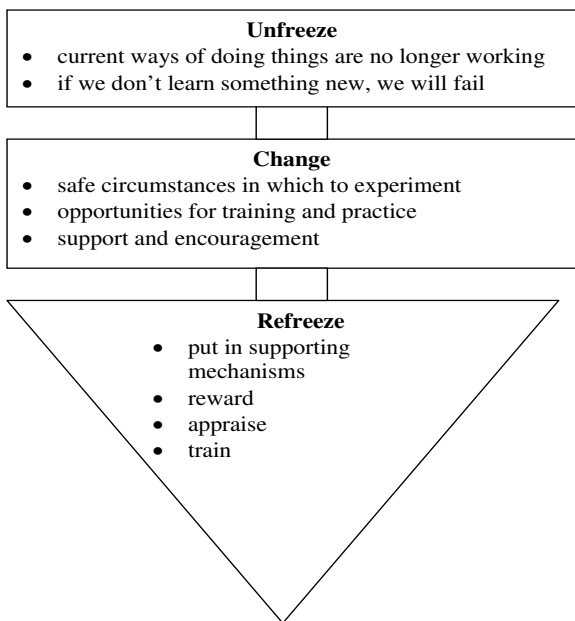 Unfreeze
• current ways of doing things are no longer working
• if we don't learn something new, we will fail
Change
• safe circumstances in which to experiment
• opportunities for training and practice
• support and encouragement
Refreeze
• put in supporting
mechanisms
• reward
• appraise
• train